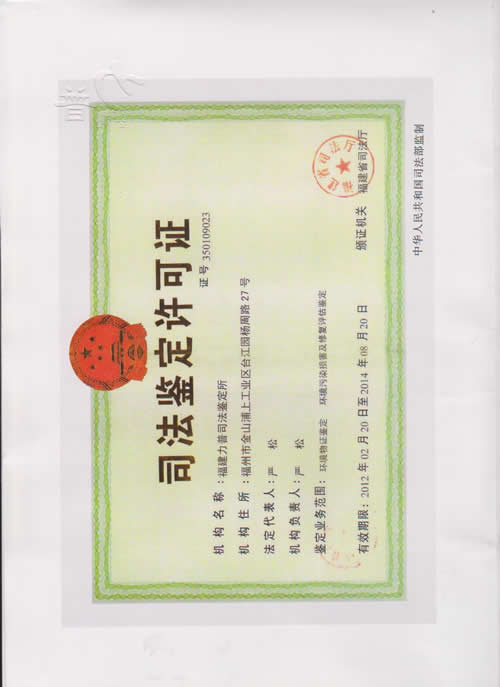 司法鉴定许可证
证号 350109023
机构名称：福建力普司法鉴定所
机构住所：福州市金山浦上工业区台江园杨周路27号
法定代表人：严 松
机构负责人：严 松
鉴定业务范围：环境物证鉴定 环境污染损害及修复评估鉴定
有效期限：2012年02月20日至2014年08月20日
颁证机关 福建省司法厅
福建省司法厅
中华人民共和国司法部监制